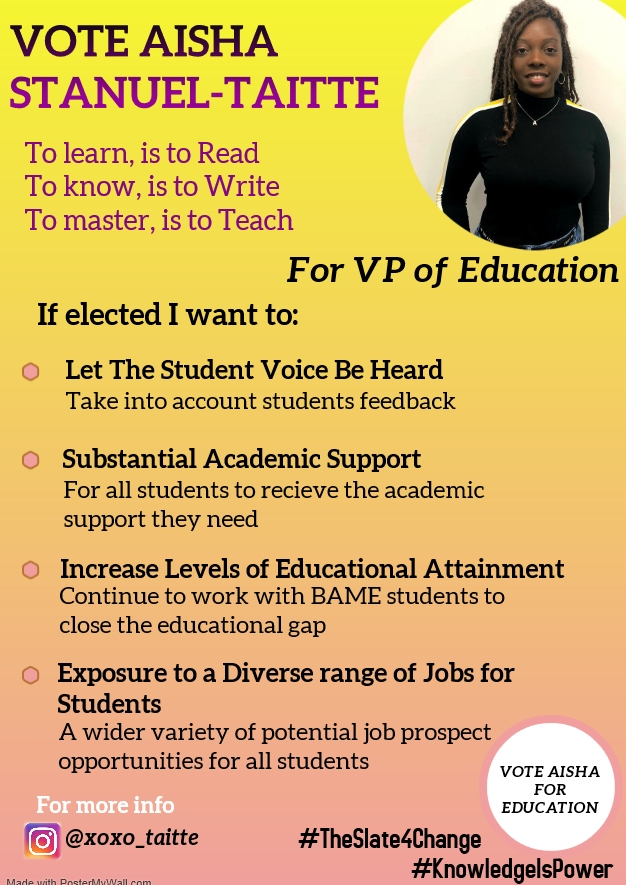 VOTE AISHA
STANUEL-TAITTE
To learn, is to Read
To know, is to Write
To master, is to Teach
For VP of Education
If elected I want to:
Let The Student Voice Be Heard
Take into account students feedback
Substantial Academic Support
For all students to recieve the academic
support they need
Increase Levels of Educational Attainment
Continue to work with BAME students to
close the educational gap
Exposure to a Diverse range of Jobs for
Students
A wider variety of potential job prospect
opportunities for all students
VOTE AISHA
FOR
EDUCATION
For more info
@xoxo_taitte
#TheSlate4Change
#KnowledgeIsPower
Made with PosterMyWall.com